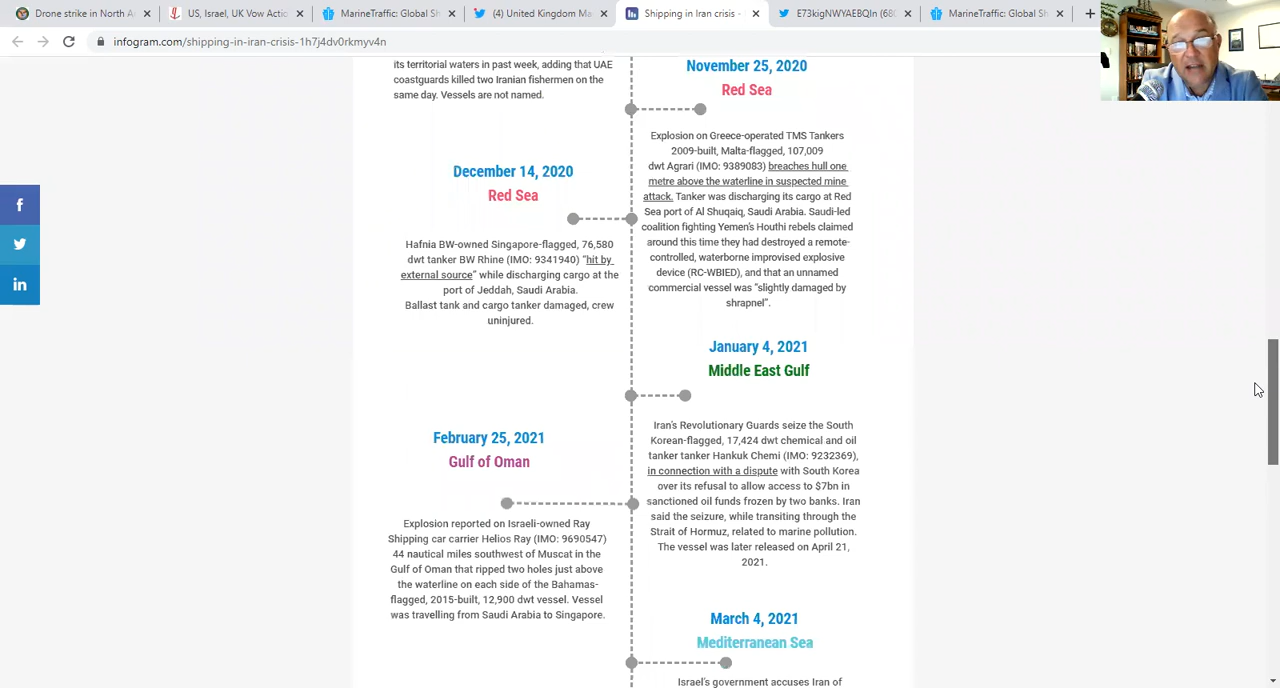 Drone strike in North A
US, Israel, UK Vow Actio
MarineTraffic: Global Sh
(4) United Kingdom Ma
Shipping in Iran crisis -
E73kigNWYAEBQIn (680
MarineTraffic: Global Sh
infogram.com/shipping-in-iran-crisis-1h7j4dv0rkmyv4n
its territorial waters in past week, adding that UAE
coastguards killed two Iranian fishermen on the
same day. Vessels are not named.
November 25, 2020
Red Sea
Explosion on Greece-operated TMS Tankers
2009-built, Malta-flagged, 107,009
dwt Agrari (IMO: 9389083) breaches hull one
metre above the waterline in suspected mine
attack. Tanker was discharging its cargo at Red
Sea port of Al Shuqaiq, Saudi Arabia. Saudi-led
coalition fighting Yemen's Houthi rebels claimed
around this time they had destroyed a remote-
controlled, waterborne improvised explosive
device (RC-WBIED), and that an unnamed
commercial vessel was "slightly damaged by
shrapnel".
December 14, 2020
Red Sea
Hafnia BW-owned Singapore-flagged, 76,580
dwt tanker BW Rhine (IMO: 9341940) "hit by
external source" while discharging cargo at the
port of Jeddah, Saudi Arabia.
Ballast tank and cargo tanker damaged, crew
uninjured.
January 4, 2021
Middle East Gulf
Iran's Revolutionary Guards seize the South
Korean-flagged, 17,424 dwt chemical and oil
tanker tanker Hankuk Chemi (IMO: 9232369),
in connection with a dispute with South Korea
over its refusal to allow access to $7bn in
sanctioned oil funds frozen by two banks. Iran
said the seizure, while transiting through the
Strait of Hormuz, related to marine pollution.
The vessel was later released on April 21,
2021.
February 25, 2021
Gulf of Oman
Explosion reported on Israeli-owned Ray
Shipping car carrier Helios Ray (IMO: 9690547)
44 nautical miles southwest of Muscat in the
Gulf of Oman that ripped two holes just above
the waterline on each side of the Bahamas-
flagged, 2015-built, 12,900 dwt vessel. Vessel
was travelling from Saudi Arabia to Singapore.
March 4, 2021
Mediterranean Sea
Israel's government accuses Iran of